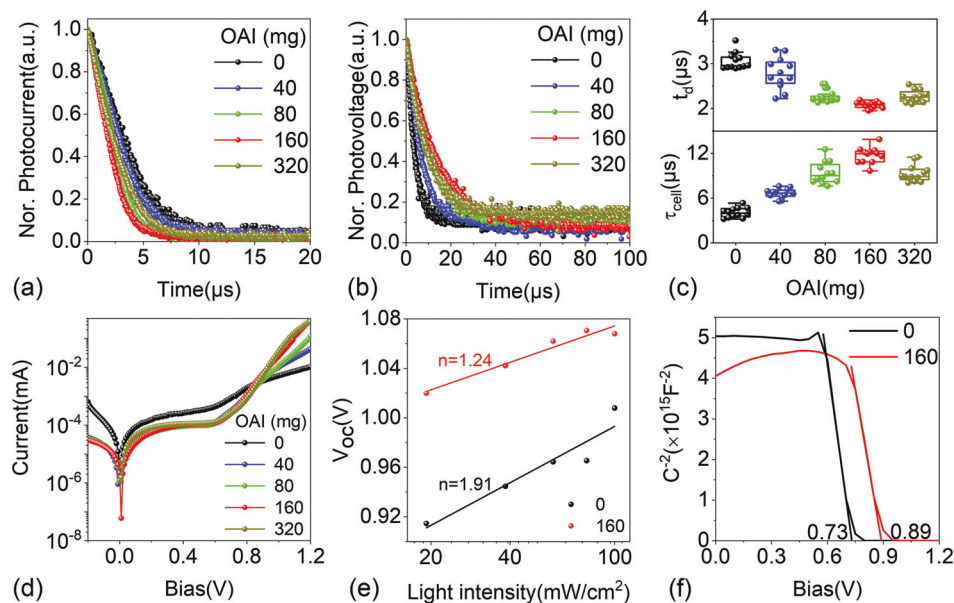 Nor. Photocurrent(a.u.)
1.0
0.8
0.6
0.4
0.2
0.0
OAI (mg)
0
40
80
160
320
0 5 10 15 20
(a) Time(μs)
Nor. Photovoltage(a.u.)
1.0
0.8
0.6
0.4
0.2
0.0
OAI (mg)
0
40
80
160
320
0 20 40 60 80 100
(b) Time(μs)
t_d(μs)
4
2
τ_cell(μs)
12
6
0
0 40 80 160 320
(c) OAI(mg)
Current(mA)
10⁻²
10⁻⁴
10⁻⁶
10⁻⁸
OAI (mg)
0
40
80
160
320
0.0 0.4 0.8 1.2
(d) Bias(V)
V_OC(V)
1.08
1.04
1.00
0.96
0.92
n=1.24
n=1.91
0
160
20 40 100
(e) Light intensity(mW/cm²)
C⁻²(×10¹⁵F⁻²)
6
5
4
3
2
1
0
0
160
0.73 0.89
0.0 0.3 0.6 0.9 1.2
(f) Bias(V)